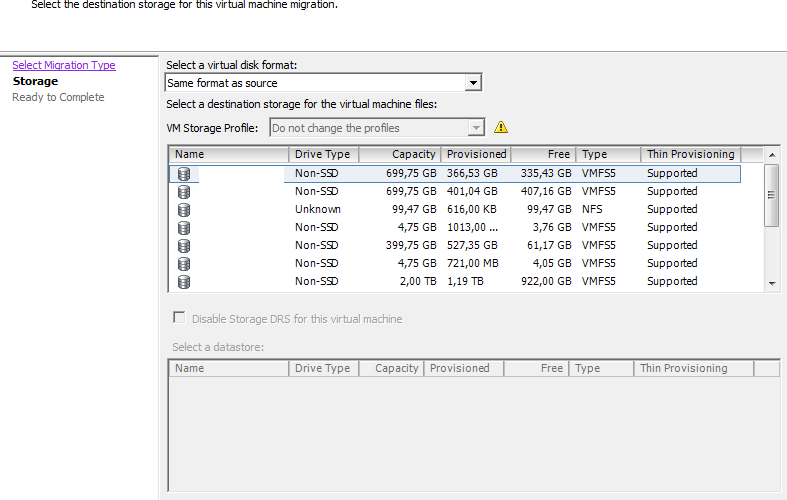 Select the destination storage for this virtual machine migration.
Select Migration Type
Storage
Ready to Complete
Select a virtual disk format:
Same format as source
Select a destination storage for the virtual machine files:
VM Storage Profile: Do not change the profiles
Name Drive Type Capacity Provisioned Free Type Thin Provisioning
Non-SSD 699,75 GB 366,53 GB 335,43 GB VMFS5 Supported
Non-SSD 699,75 GB 401,04 GB 407,16 GB VMFS5 Supported
Unknown 99,47 GB 616,00 KB 99,47 GB NFS Supported
Non-SSD 4,75 GB 1013,00 ... 3,76 GB VMFS5 Supported
Non-SSD 399,75 GB 527,35 GB 61,17 GB VMFS5 Supported
Non-SSD 4,75 GB 721,00 MB 4,05 GB VMFS5 Supported
Non-SSD 2,00 TB 1,19 TB 922,00 GB VMFS5 Supported
Disable Storage DRS for this virtual machine
Select a datastore:
Name Drive Type Capacity Provisioned Free Type Thin Provisioning